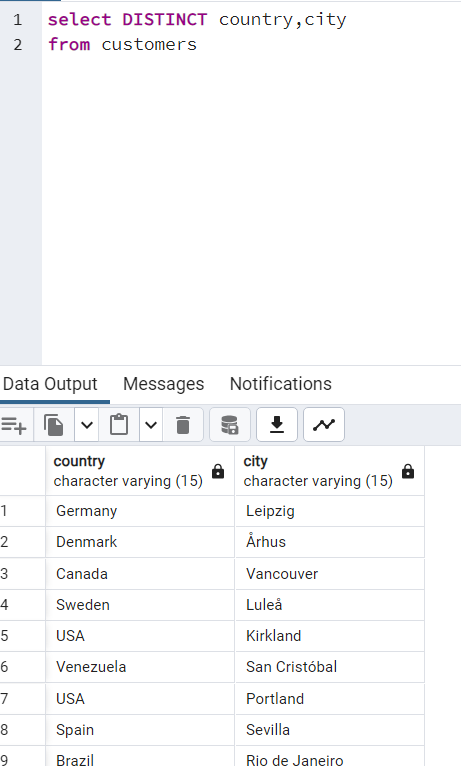 1 select DISTINCT country,city
2 from customers
Data Output Messages Notifications
country city
character varying (15) character varying (15)
1 Germany Leipzig
2 Denmark Århus
3 Canada Vancouver
4 Sweden Luleå
5 USA Kirkland
6 Venezuela San Cristóbal
7 USA Portland
8 Spain Sevilla
9 Brazil Rio de Janeiro